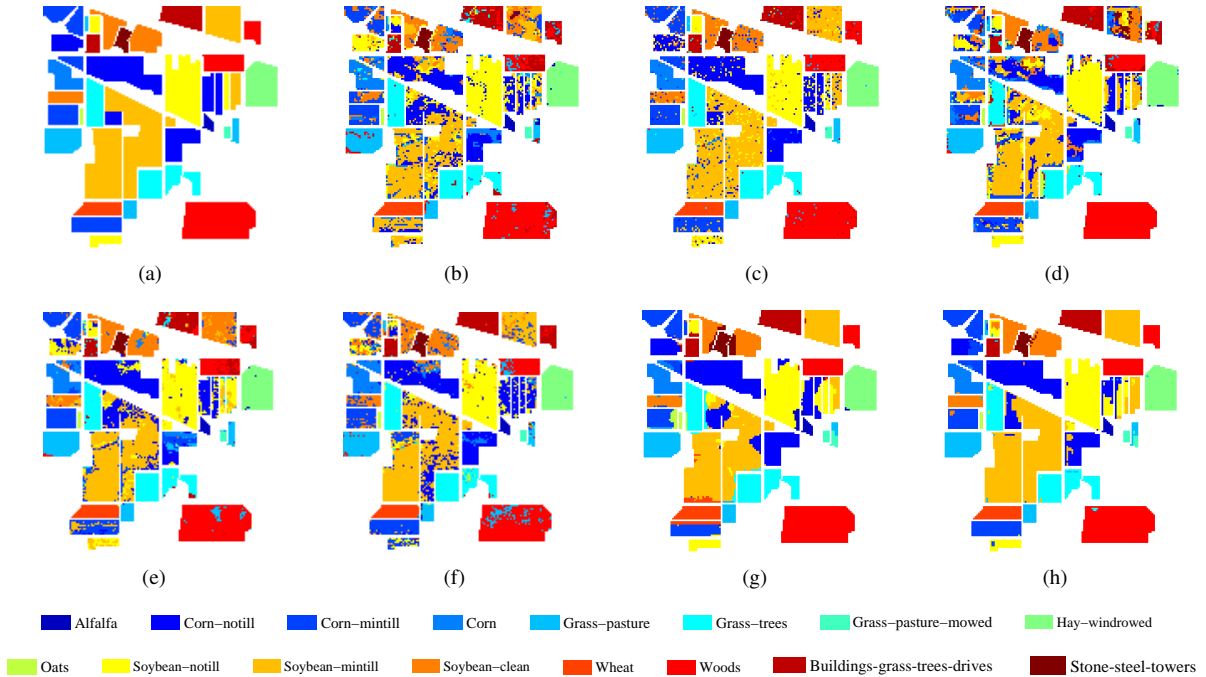 (a)
(b)
(c)
(d)
(e)
(f)
(g)
(h)
Alfalfa Corn−notill Corn−mintill Corn Grass−pasture Grass−trees Grass−pasture−mowed Hay−windrowed
Oats Soybean−notill Soybean−mintill Soybean−clean Wheat Woods Buildings-grass-trees-drives Stone-steel-towers